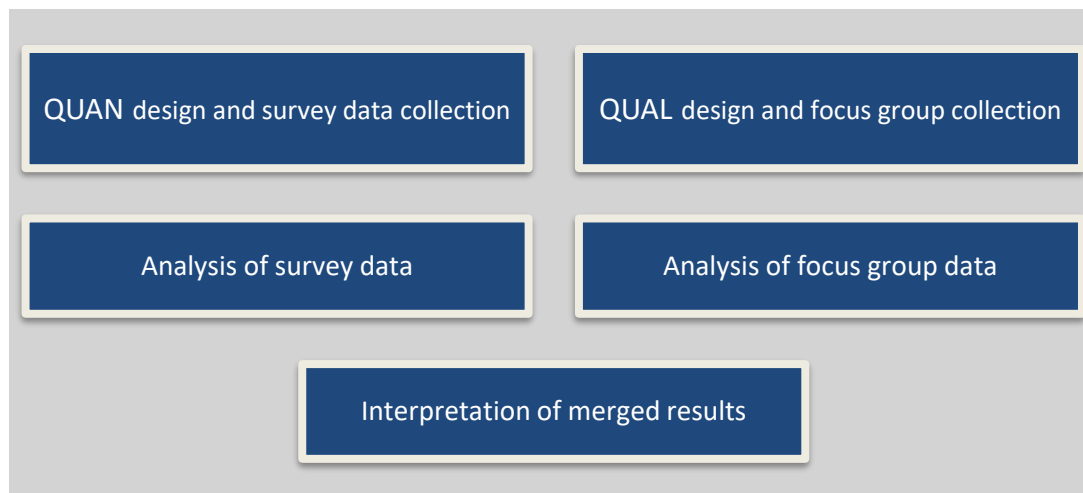 QUAN design and survey data collection
QUAL design and focus group collection
Analysis of survey data
Analysis of focus group data
Interpretation of merged results